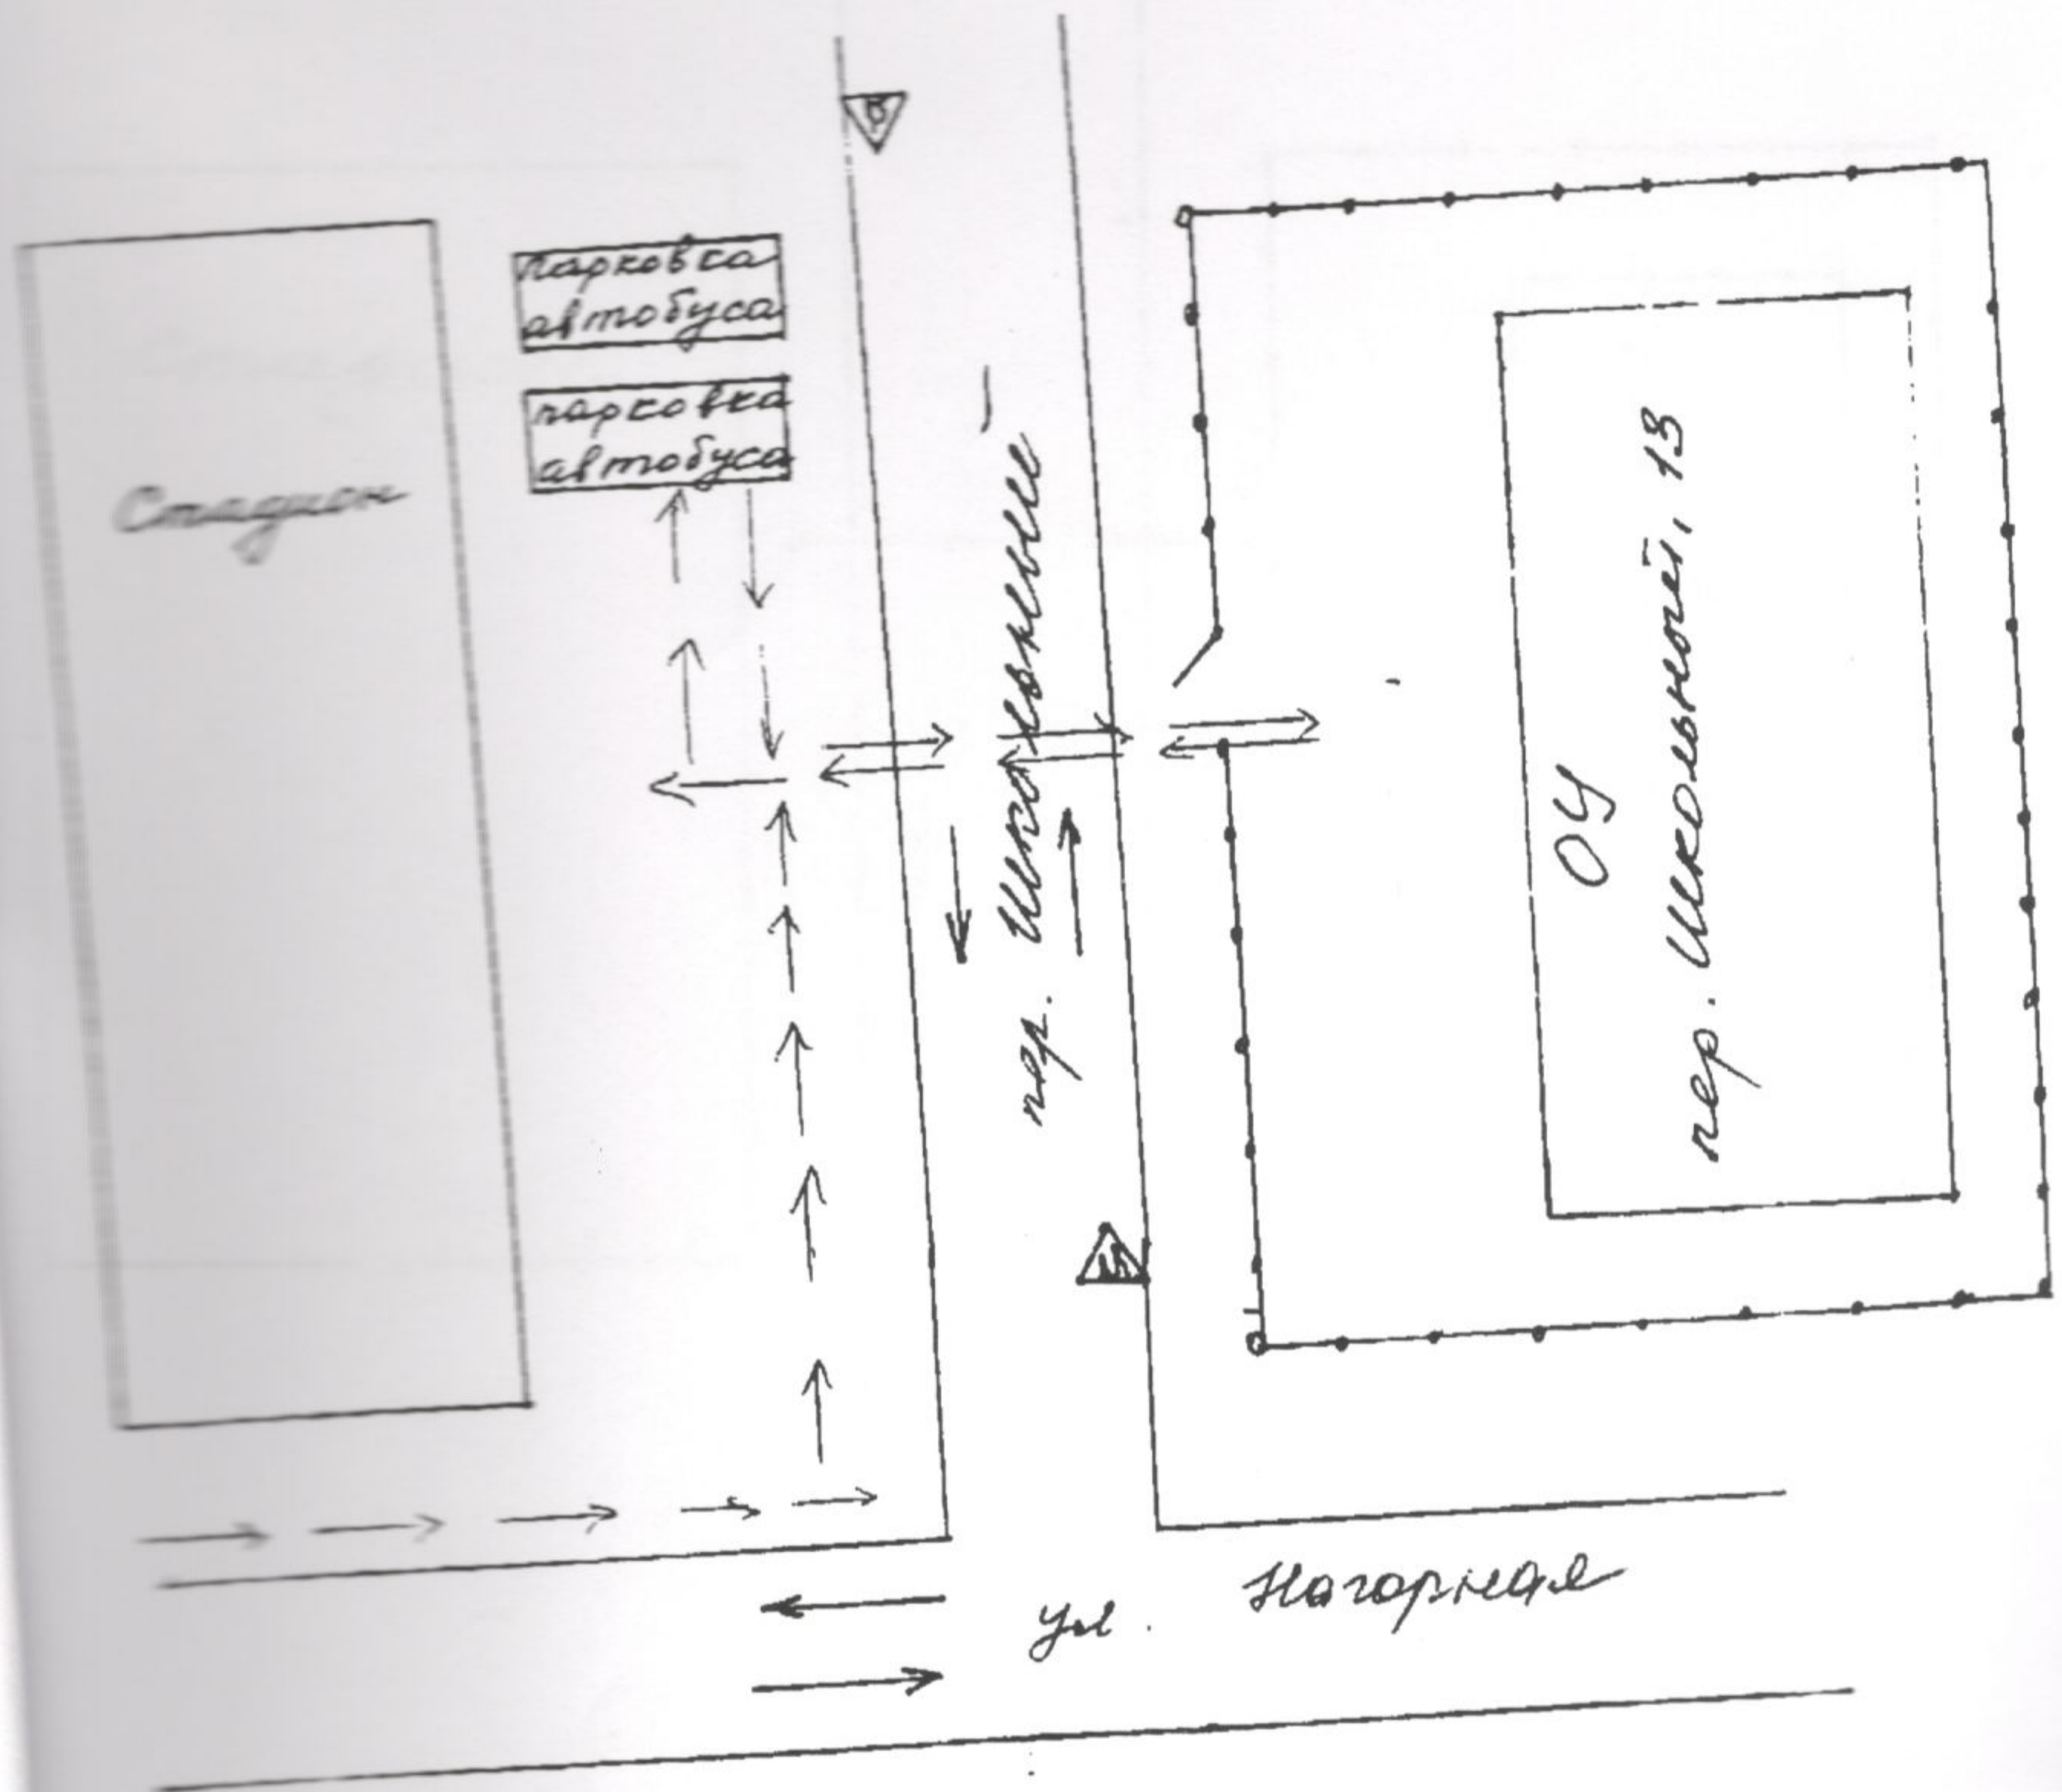 Парковка
автобуса
парковка
автобуса
Стадион
пер. Школьный
ОУ
пер. Школьный, 13
ул. Нагорная